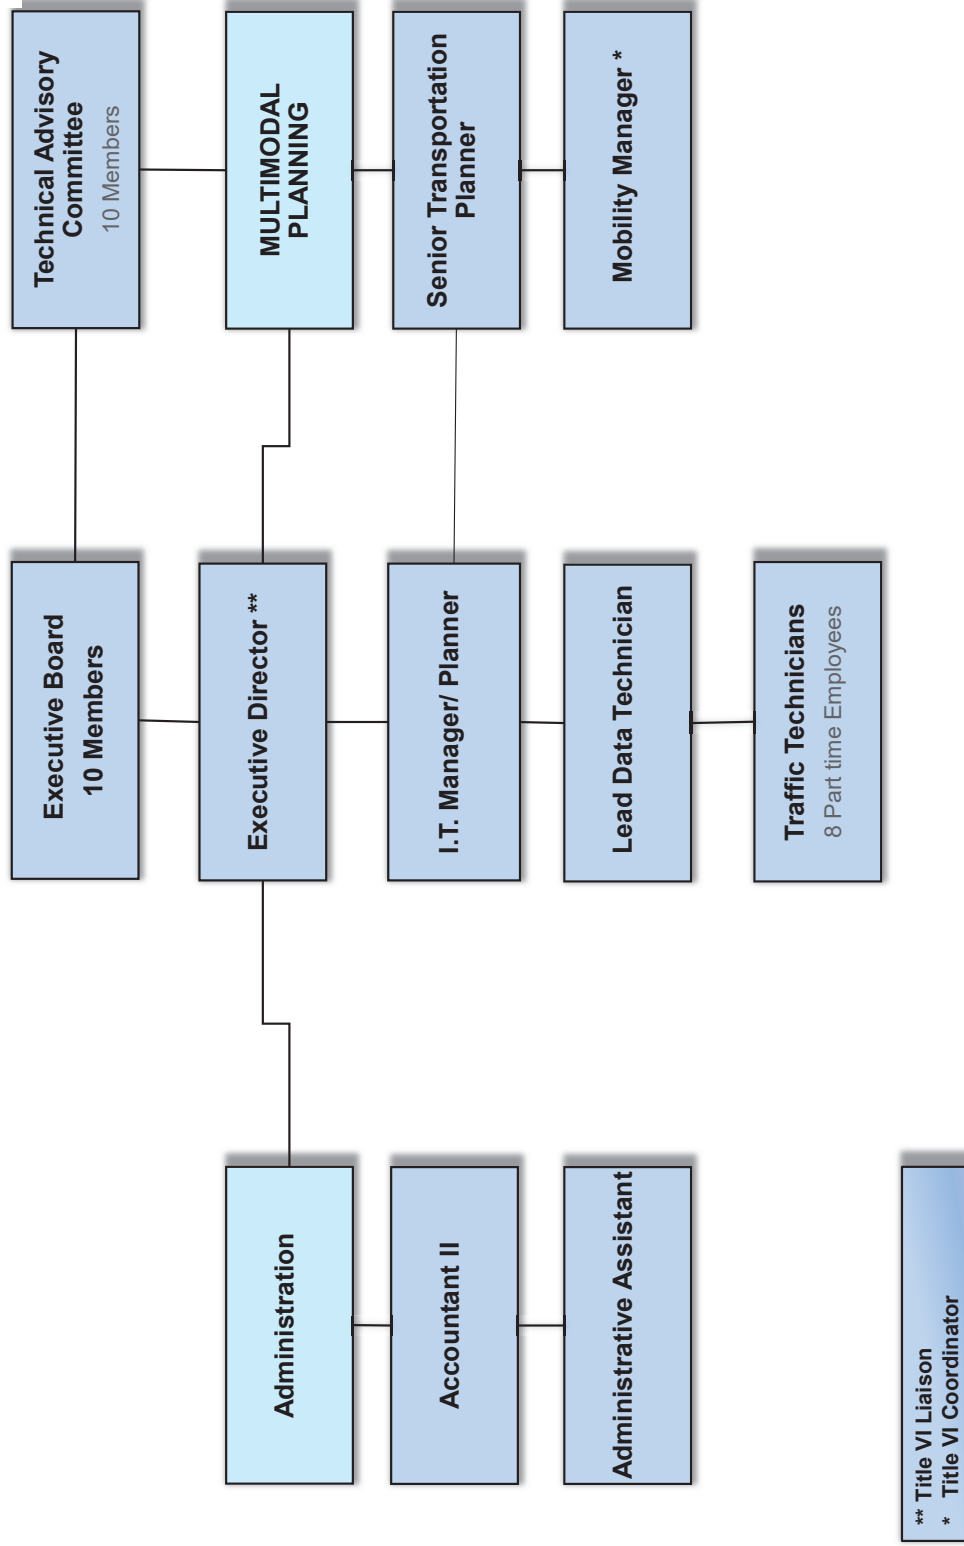 Executive Board
10 Members
Technical Advisory
Committee
10 Members
Administration
Executive Director **
MULTIMODAL
PLANNING
Accountant II
I.T. Manager/ Planner
Senior Transportation
Planner
Administrative Assistant
Lead Data Technician
Mobility Manager *
Traffic Technicians
8 Part time Employees
** Title VI Liaison
* Title VI Coordinator